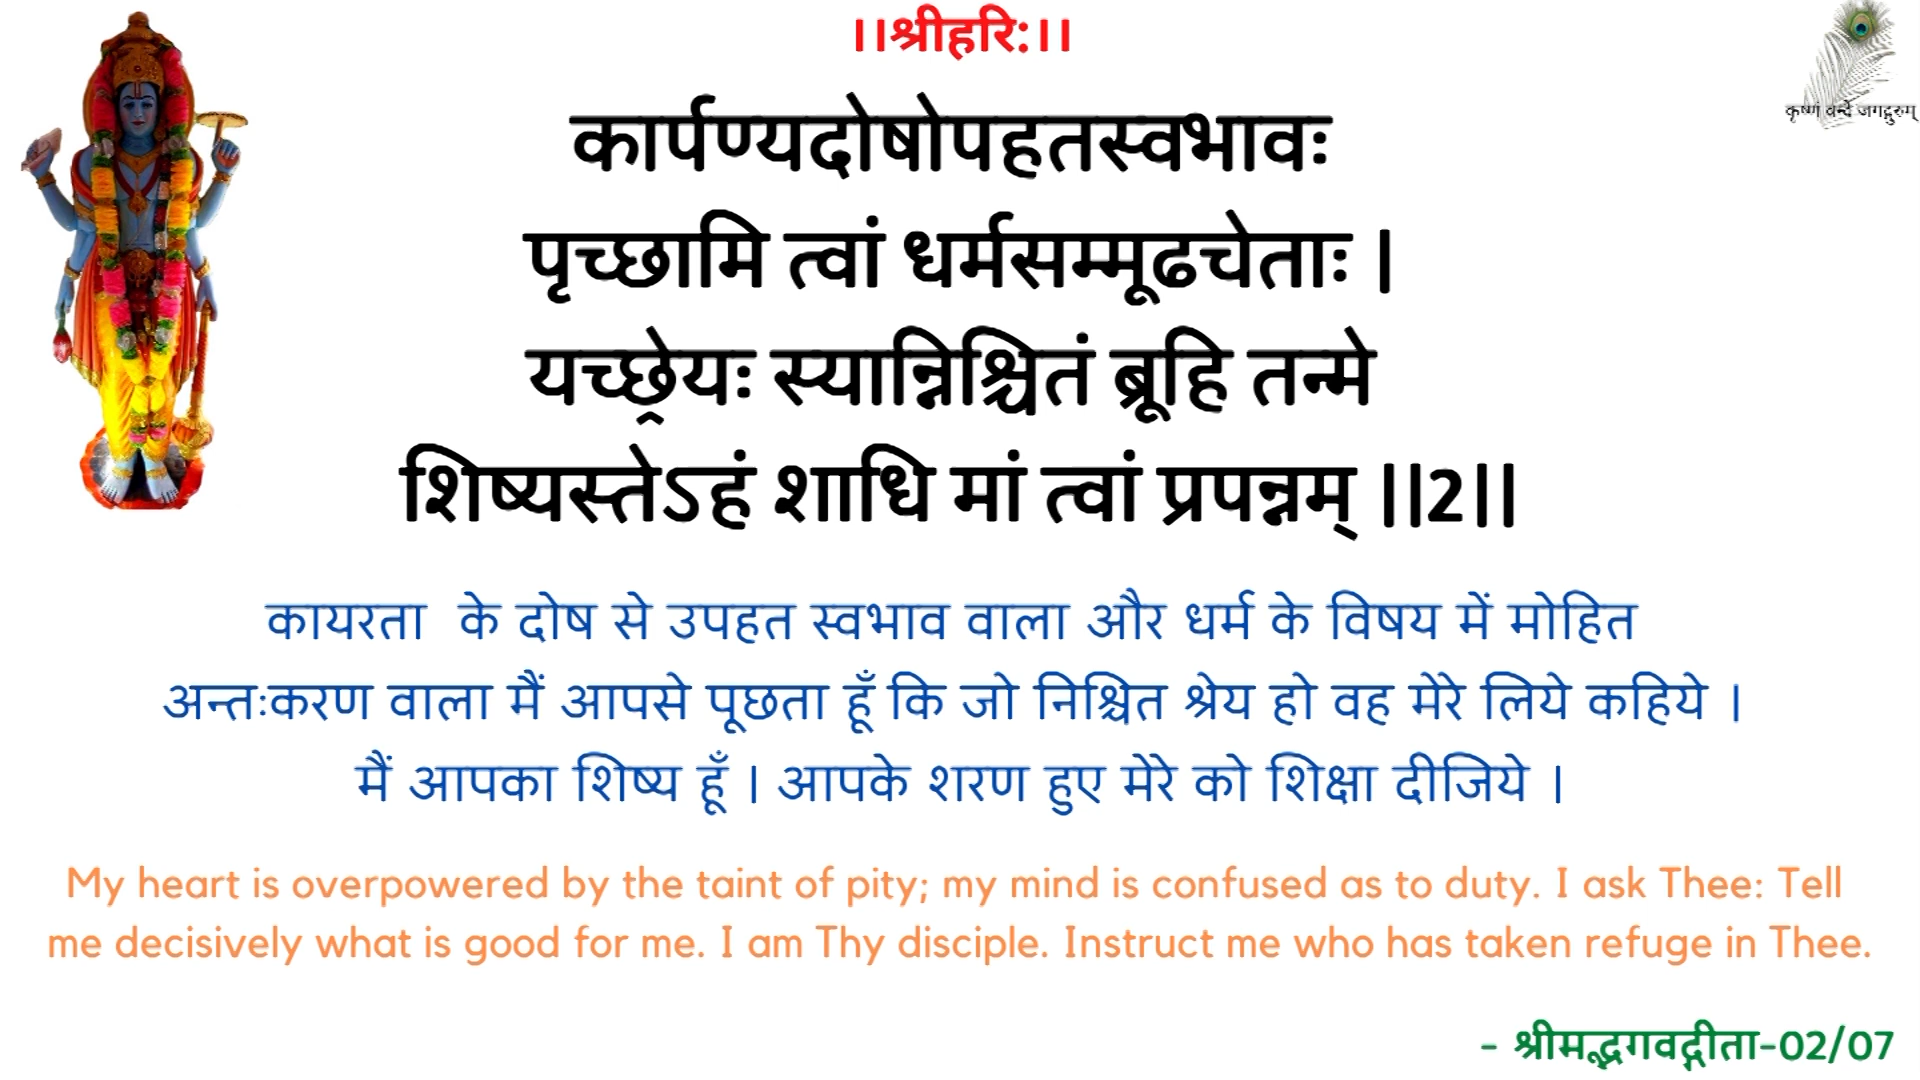 ।।श्रीहरि:।।
कृष्णं वन्दे जगद्गुरुम्
कार्पण्यदोषोपहतस्वभावः
पृच्छामि त्वां धर्मसम्मूढचेताः ।
यच्छ्रेयः स्यान्निश्चितं ब्रूहि तन्मे
शिष्यस्तेऽहं शाधि मां त्वां प्रपन्नम् ।।2।।
कायरता के दोष से उपहत स्वभाव वाला और धर्म के विषय में मोहित
अन्तःकरण वाला मैं आपसे पूछता हूँ कि जो निश्चित श्रेय हो वह मेरे लिये कहिये ।
मैं आपका शिष्य हूँ । आपके शरण हुए मेरे को शिक्षा दीजिये ।
My heart is overpowered by the taint of pity; my mind is confused as to duty. I ask Thee: Tell
me decisively what is good for me. I am Thy disciple. Instruct me who has taken refuge in Thee.
- श्रीमद्भगवद्गीता-02/07